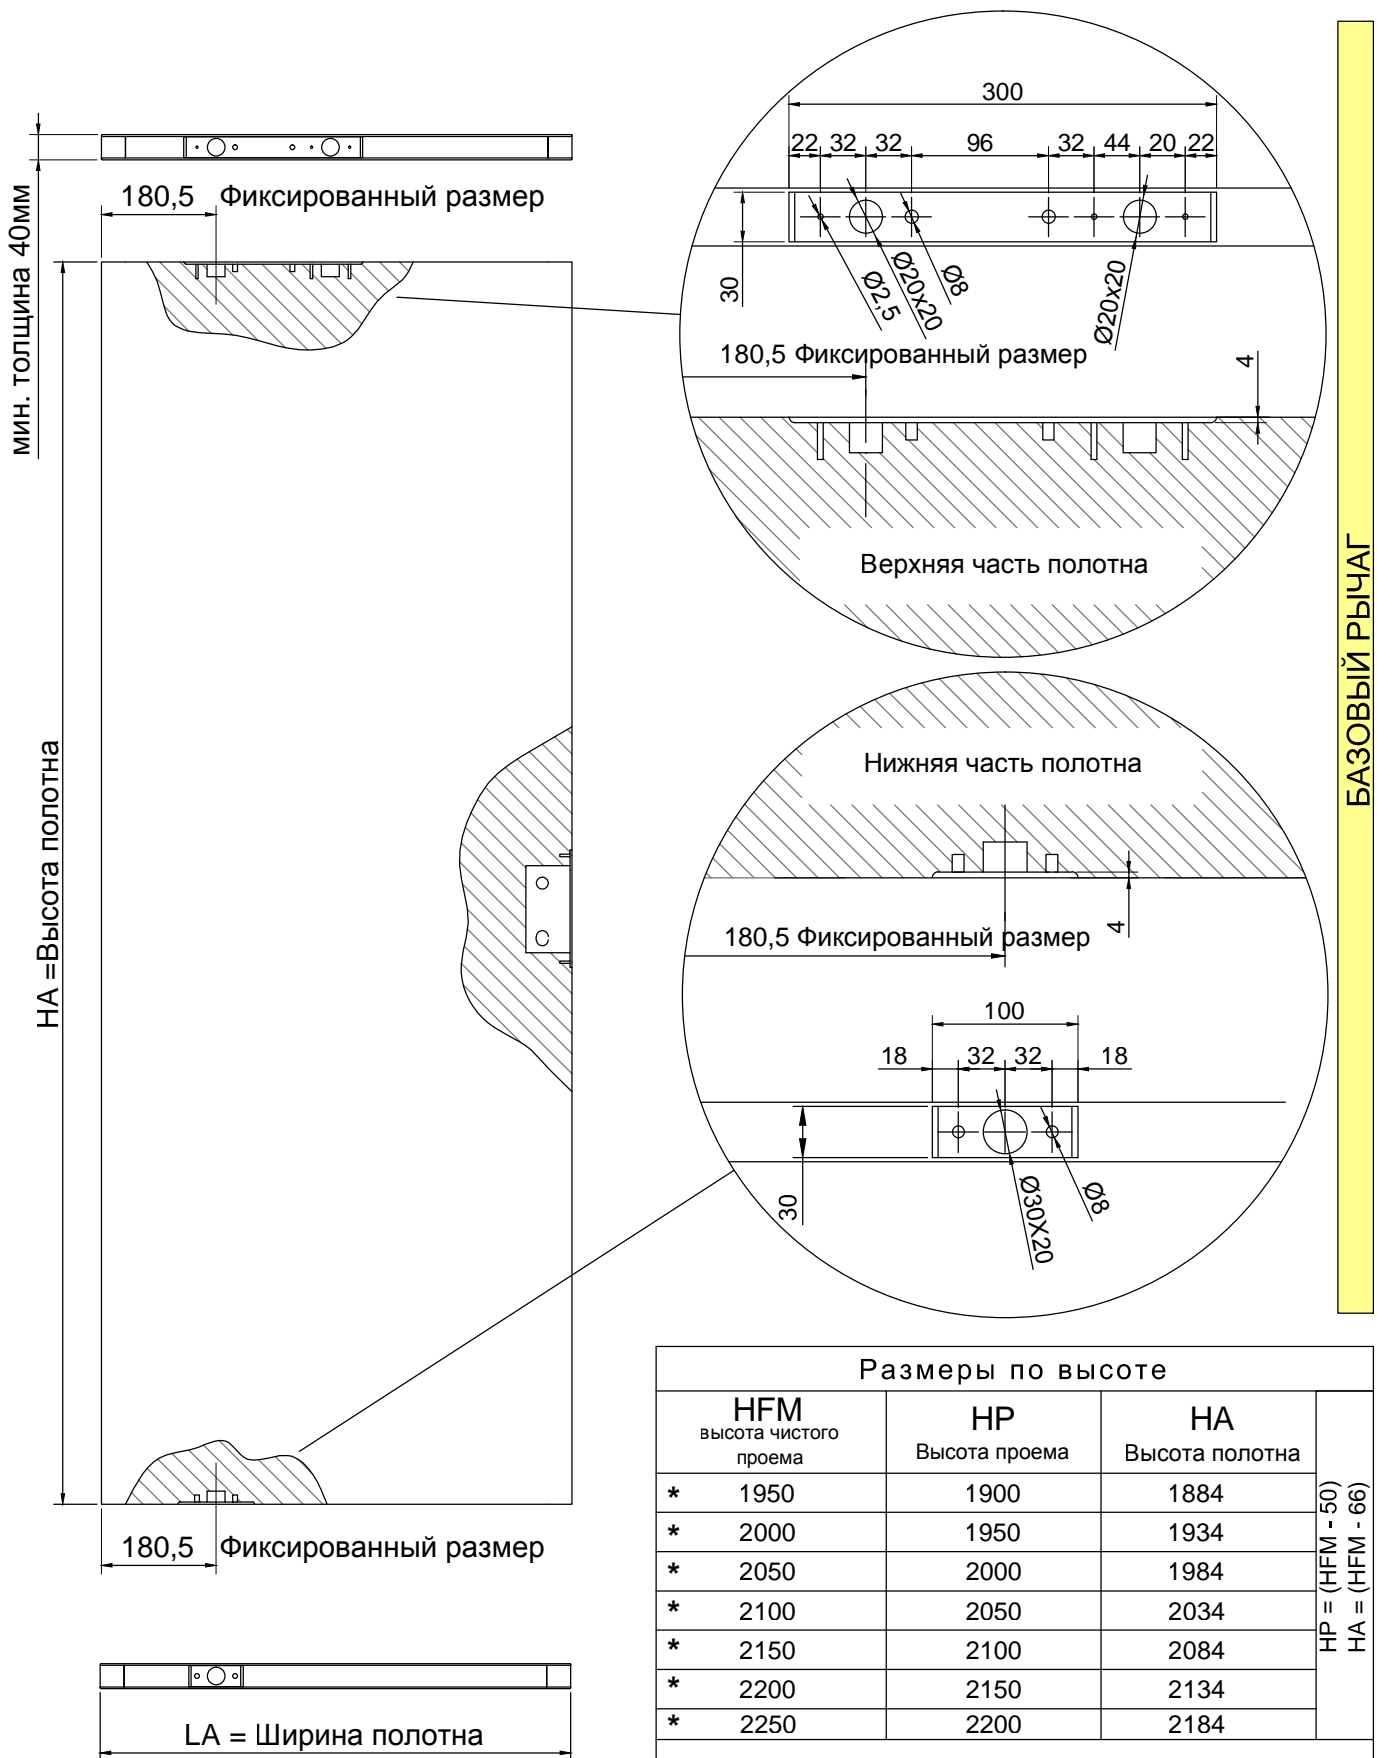 300
22 32 32 96 32 44 20 22
180,5 Фиксированный размер
мин. толщина 40мм
30
Ø2,5
Ø20x20
Ø8
Ø20x20
180,5 Фиксированный размер
4
Верхняя часть полотна
БАЗОВЫЙ РЫЧАГ
HA =Высота полотна
Нижняя часть полотна
180,5 Фиксированный размер
4
100
18 32 32 18
30
Ø30X20
Ø8
Размеры по высоте
HFM HP HA
высота чистого
проема
Высота проема
Высота полотна
* 1950 1900 1884
* 2000 1950 1934
* 2050 2000 1984
* 2100 2050 2034
* 2150 2100 2084
* 2200 2150 2134
* 2250 2200 2184
HP = (HFM - 50)
HA = (HFM - 66)
180,5 Фиксированный размер
LA = Ширина полотна